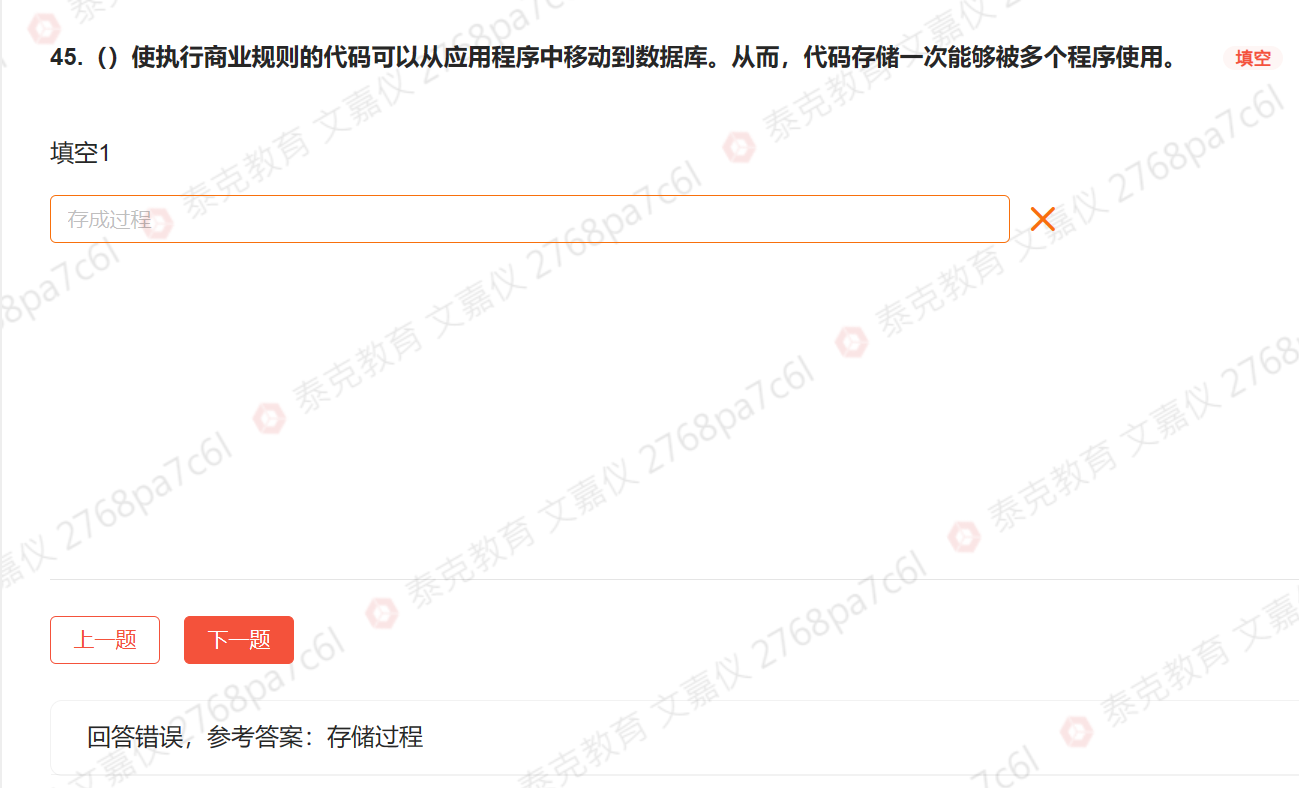 45.（）使执行商业规则的代码可以从应用程序中移动到数据库。从而，代码存储一次能够被多个程序使用。 填空
填空1
存成过程
上一题 下一题
回答错误，参考答案：存储过程
泰克教育 文嘉仪 2768pa7c6l